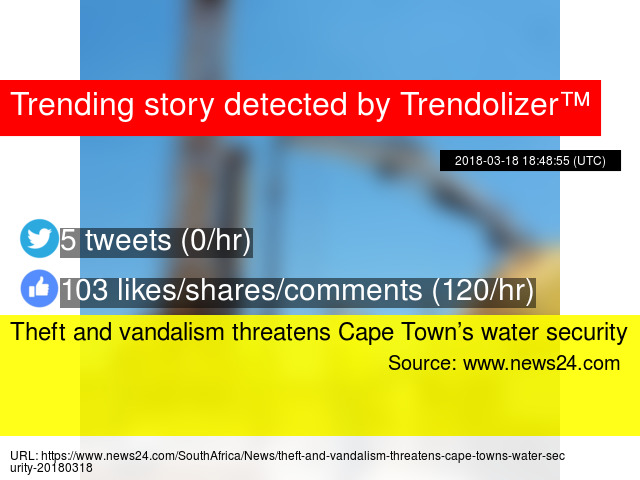 Trending story detected by Trendolizer™
2018-03-18 18:48:55 (UTC)
5 tweets (0/hr)
103 likes/shares/comments (120/hr)
Theft and vandalism threatens Cape Town’s water security
Source: www.news24.com
URL: https://www.news24.com/SouthAfrica/News/theft-and-vandalism-threatens-cape-towns-water-sec
urity-20180318